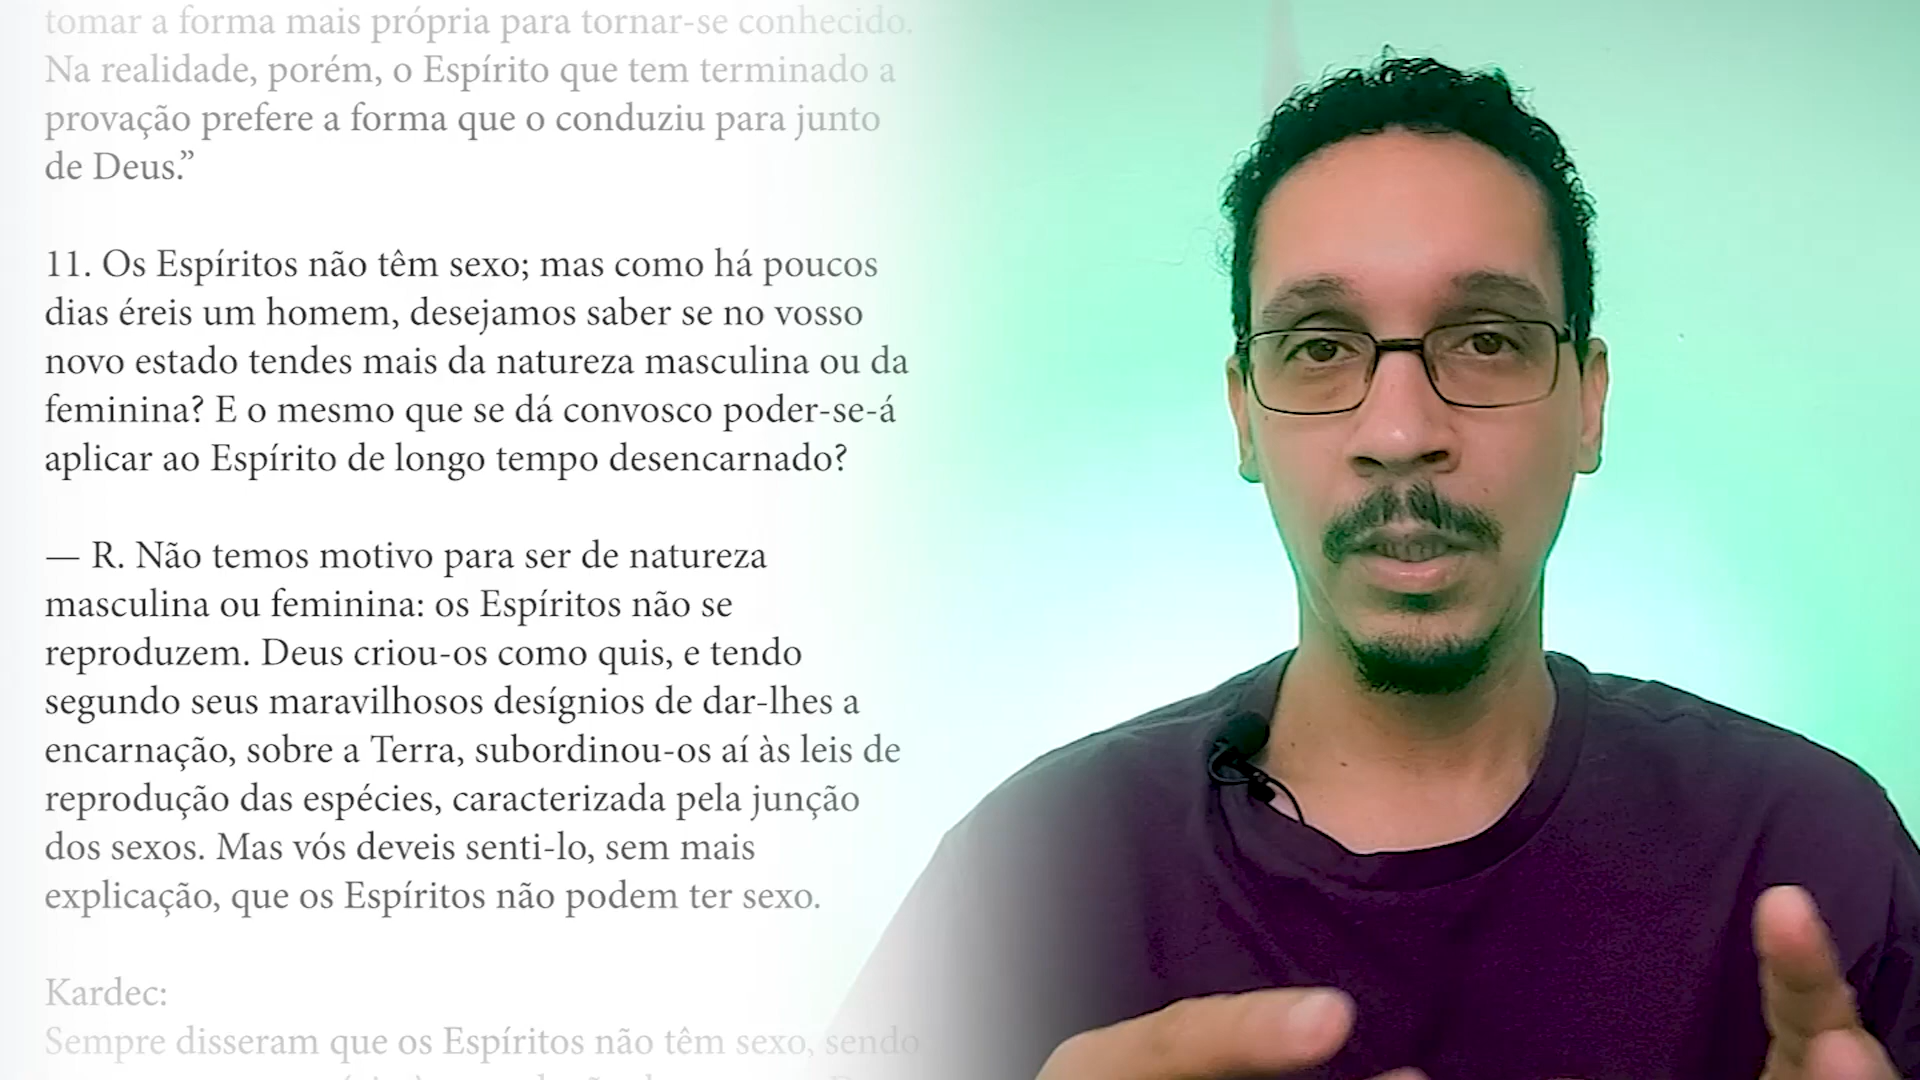 tomar a forma mais própria para tornar-se conhecido.
Na realidade, porém, o Espírito que tem terminado a
provação prefere a forma que o conduziu para junto
de Deus.”
11. Os Espíritos não têm sexo; mas como há poucos
dias éreis um homem, desejamos saber se no vosso
novo estado tendes mais da natureza masculina ou da
feminina? E o mesmo que se dá convosco poder-se-á
aplicar ao Espírito de longo tempo desencarnado?
— R. Não temos motivo para ser de natureza
masculina ou feminina: os Espíritos não se
reproduzem. Deus criou-os como quis, e tendo
segundo seus maravilhosos desígnios de dar-lhes a
encarnação, sobre a Terra, subordinou-os aí às leis de
reprodução das espécies, caracterizada pela junção
dos sexos. Mas vós deveis senti-lo, sem mais
explicação, que os Espíritos não podem ter sexo.
Kardec:
Sempre disseram que os Espíritos não têm sexo, sendo